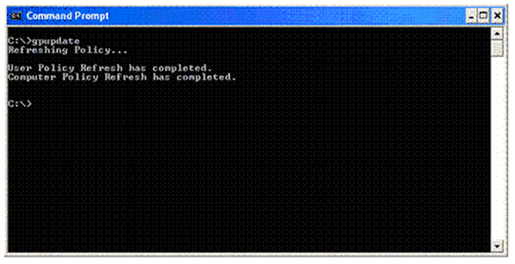 Command Prompt
C:\>gpupdate
Refreshing Policy...
User Policy Refresh has completed.
Computer Policy Refresh has completed.
C:\>